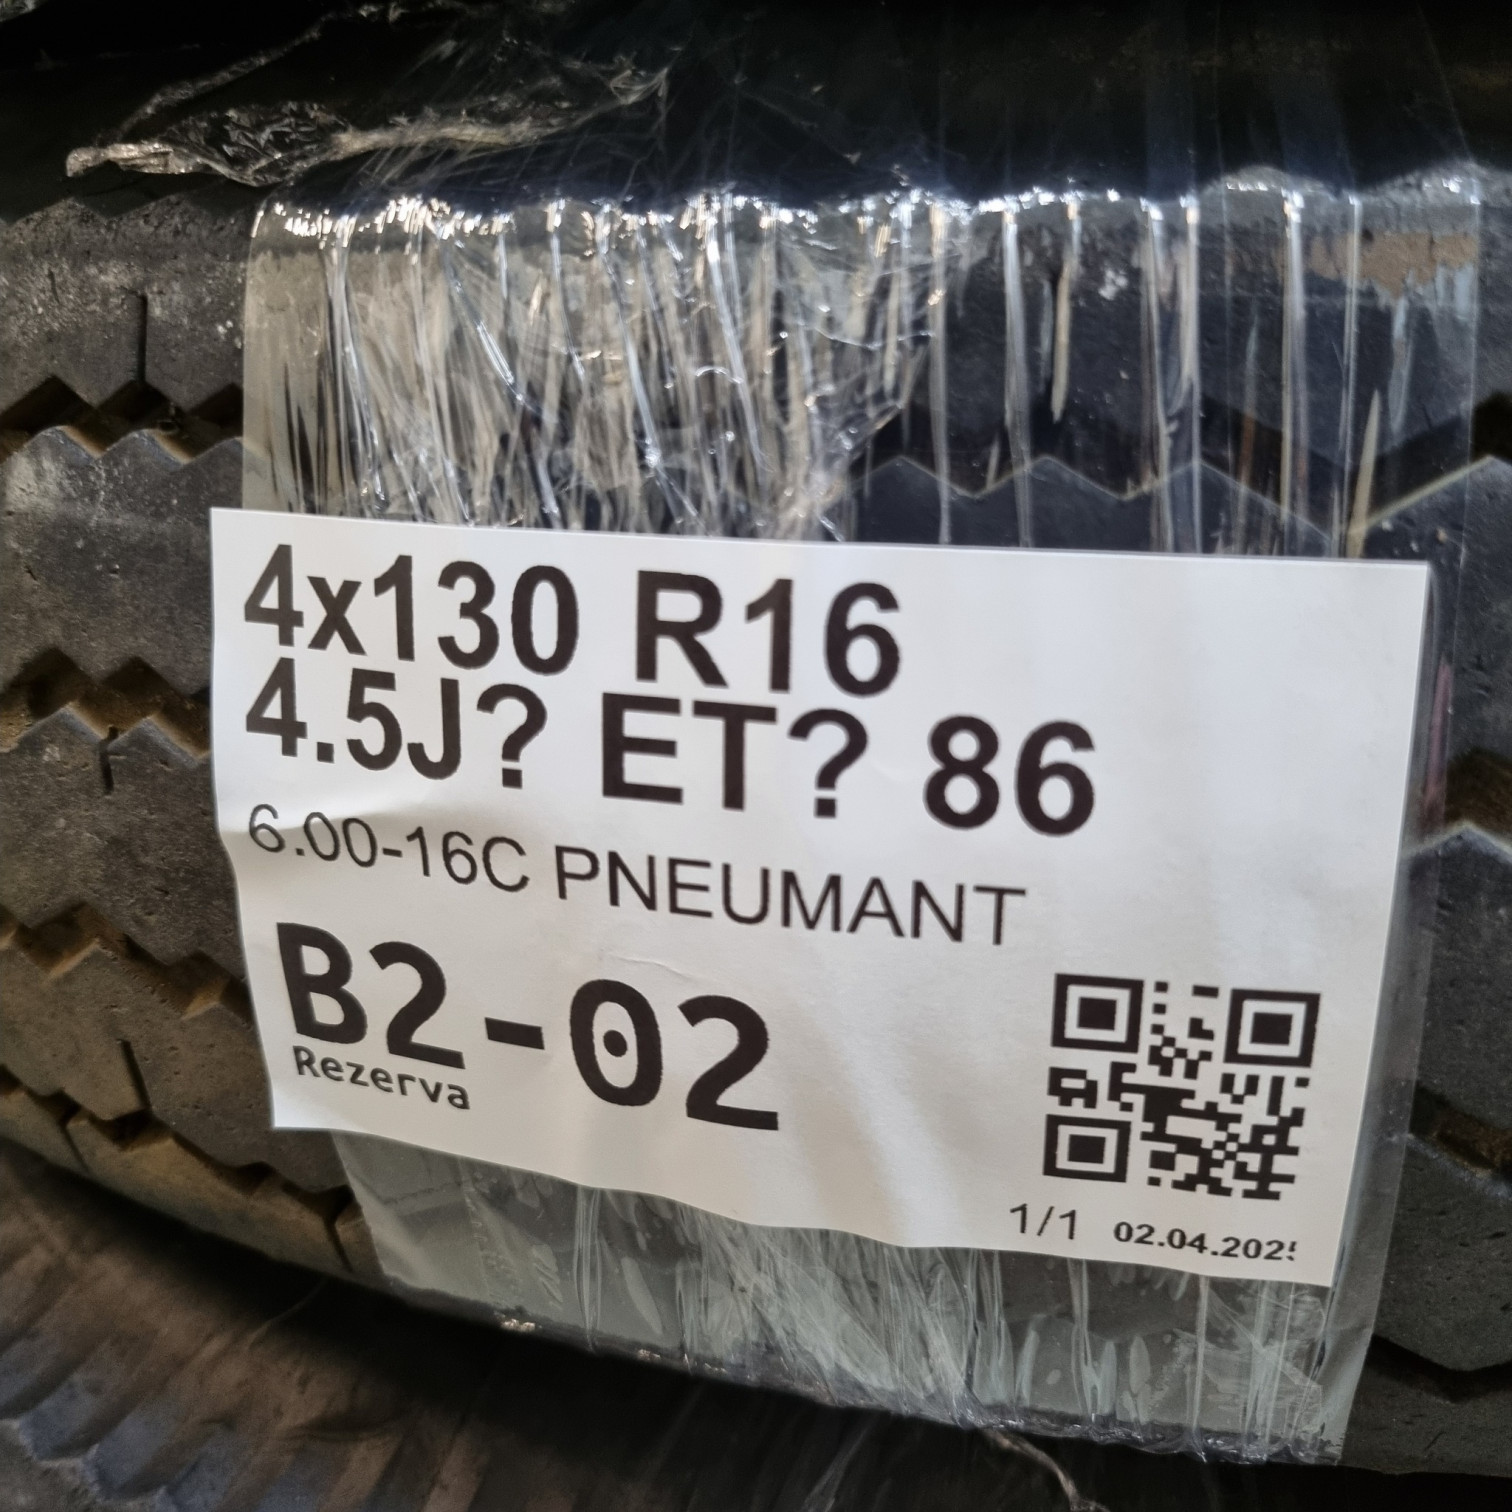 4x130 R16
4.5J? ET? 86
6.00-16C PNEUMANT
B2-02
Rezerva
1/1 02.04.2025